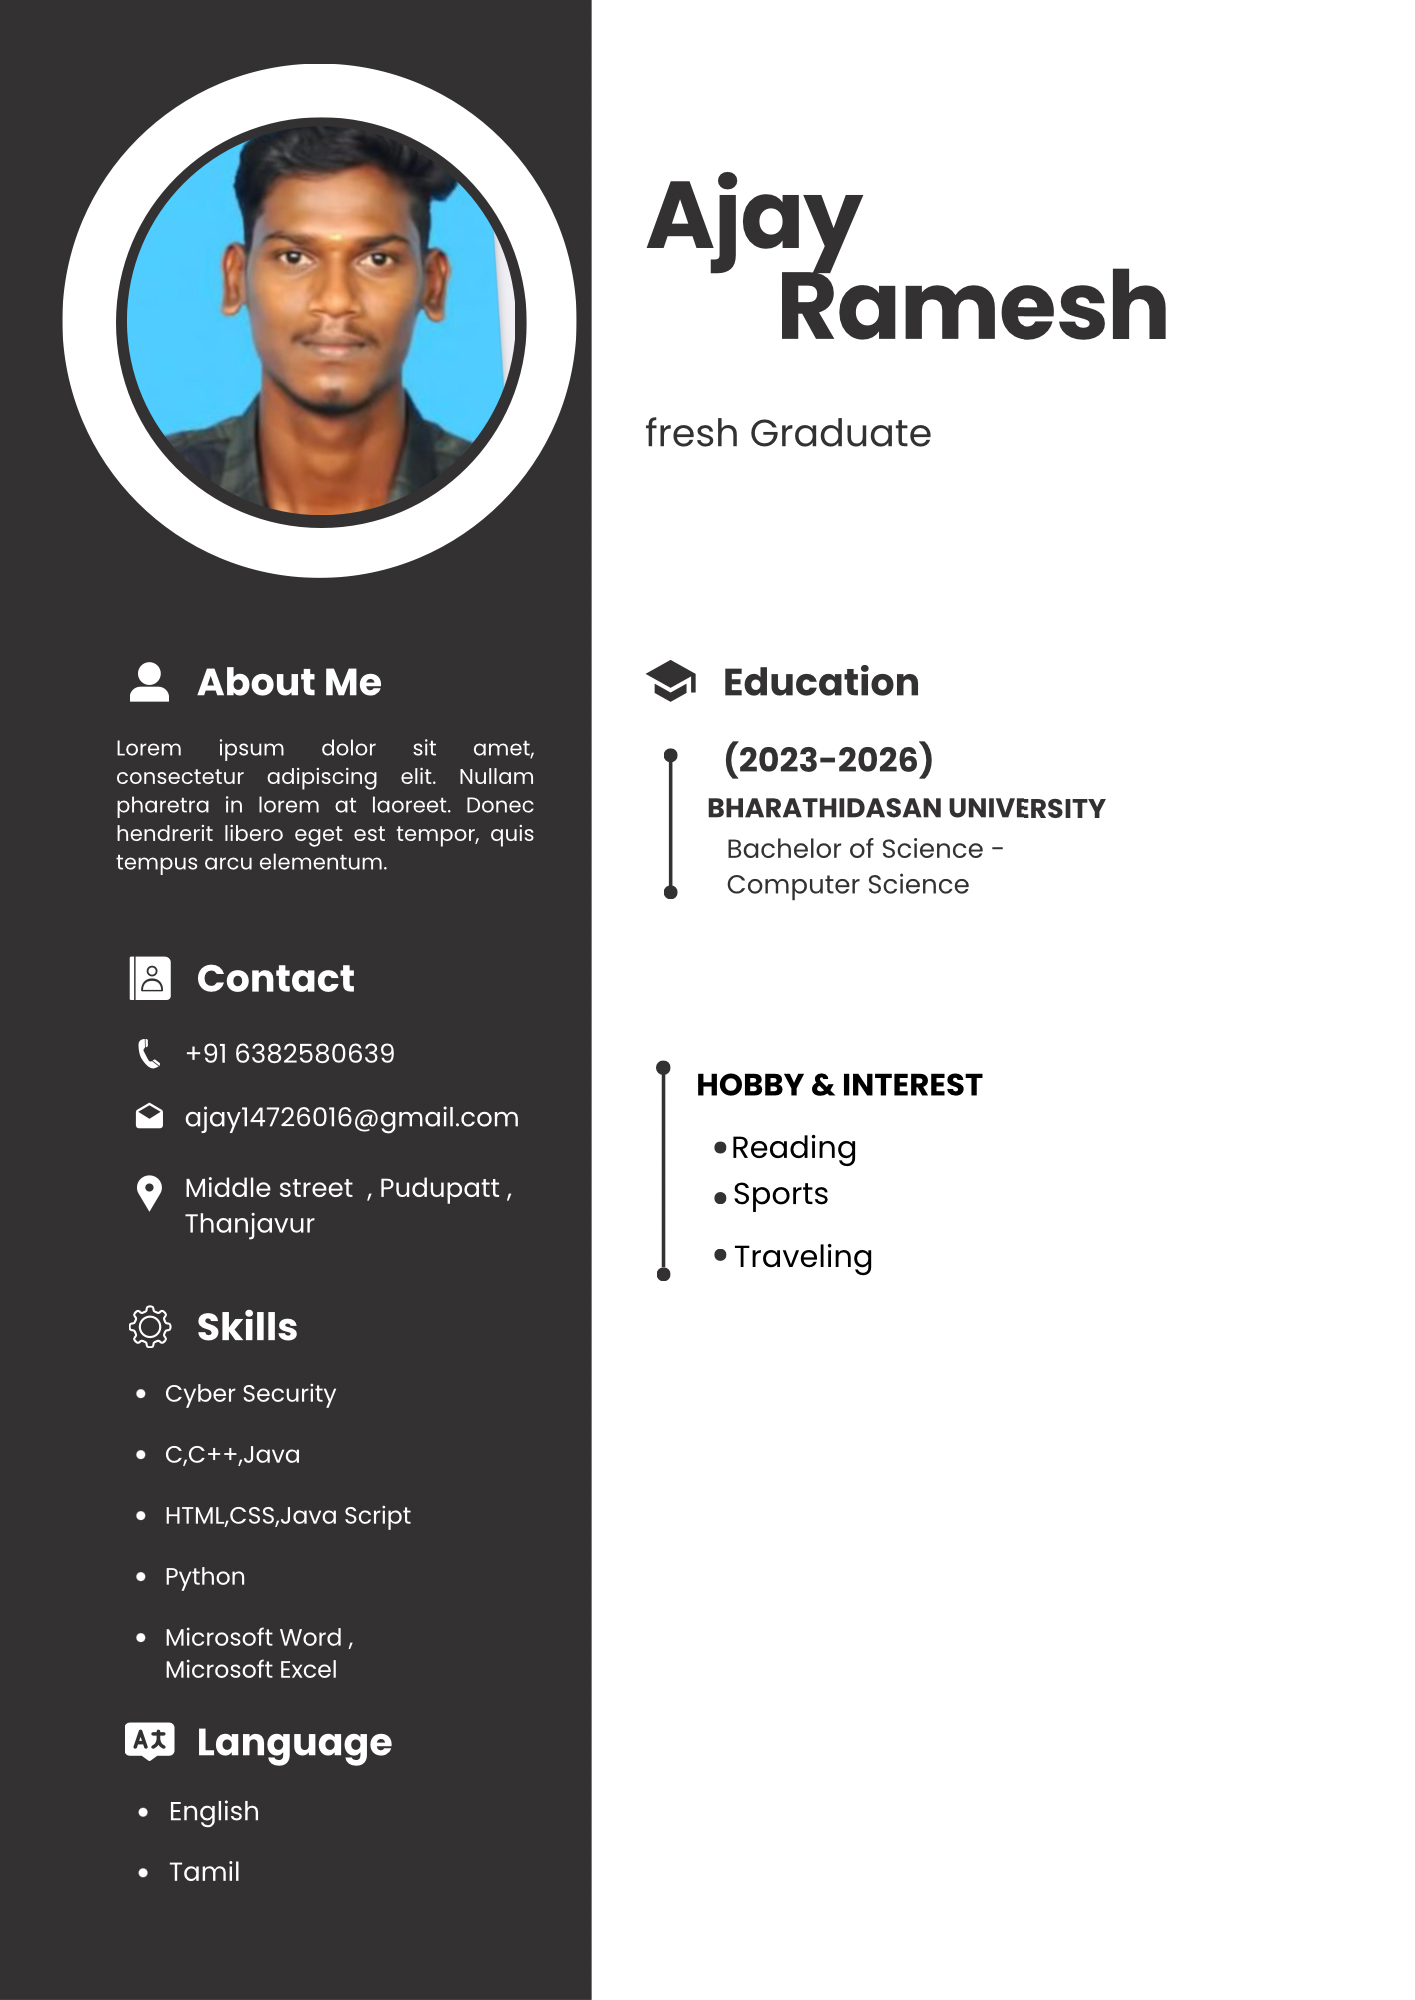 Ajay
Ramesh
fresh Graduate
About Me
Lorem ipsum dolor sit amet,
consectetur adipiscing elit. Nullam
pharetra in lorem at laoreet. Donec
hendrerit libero eget est tempor, quis
tempus arcu elementum.
Contact
+91 6382580639
ajay14726016@gmail.com
Middle street , Pudupatt ,
Thanjavur
Skills
Cyber Security
C,C++,Java
HTML,CSS,Java Script
Python
Microsoft Word ,
Microsoft Excel
Language
English
Tamil
Education
(2023-2026)
BHARATHIDASAN UNIVERSITY
Bachelor of Science -
Computer Science
HOBBY & INTEREST
Reading
Sports
Traveling